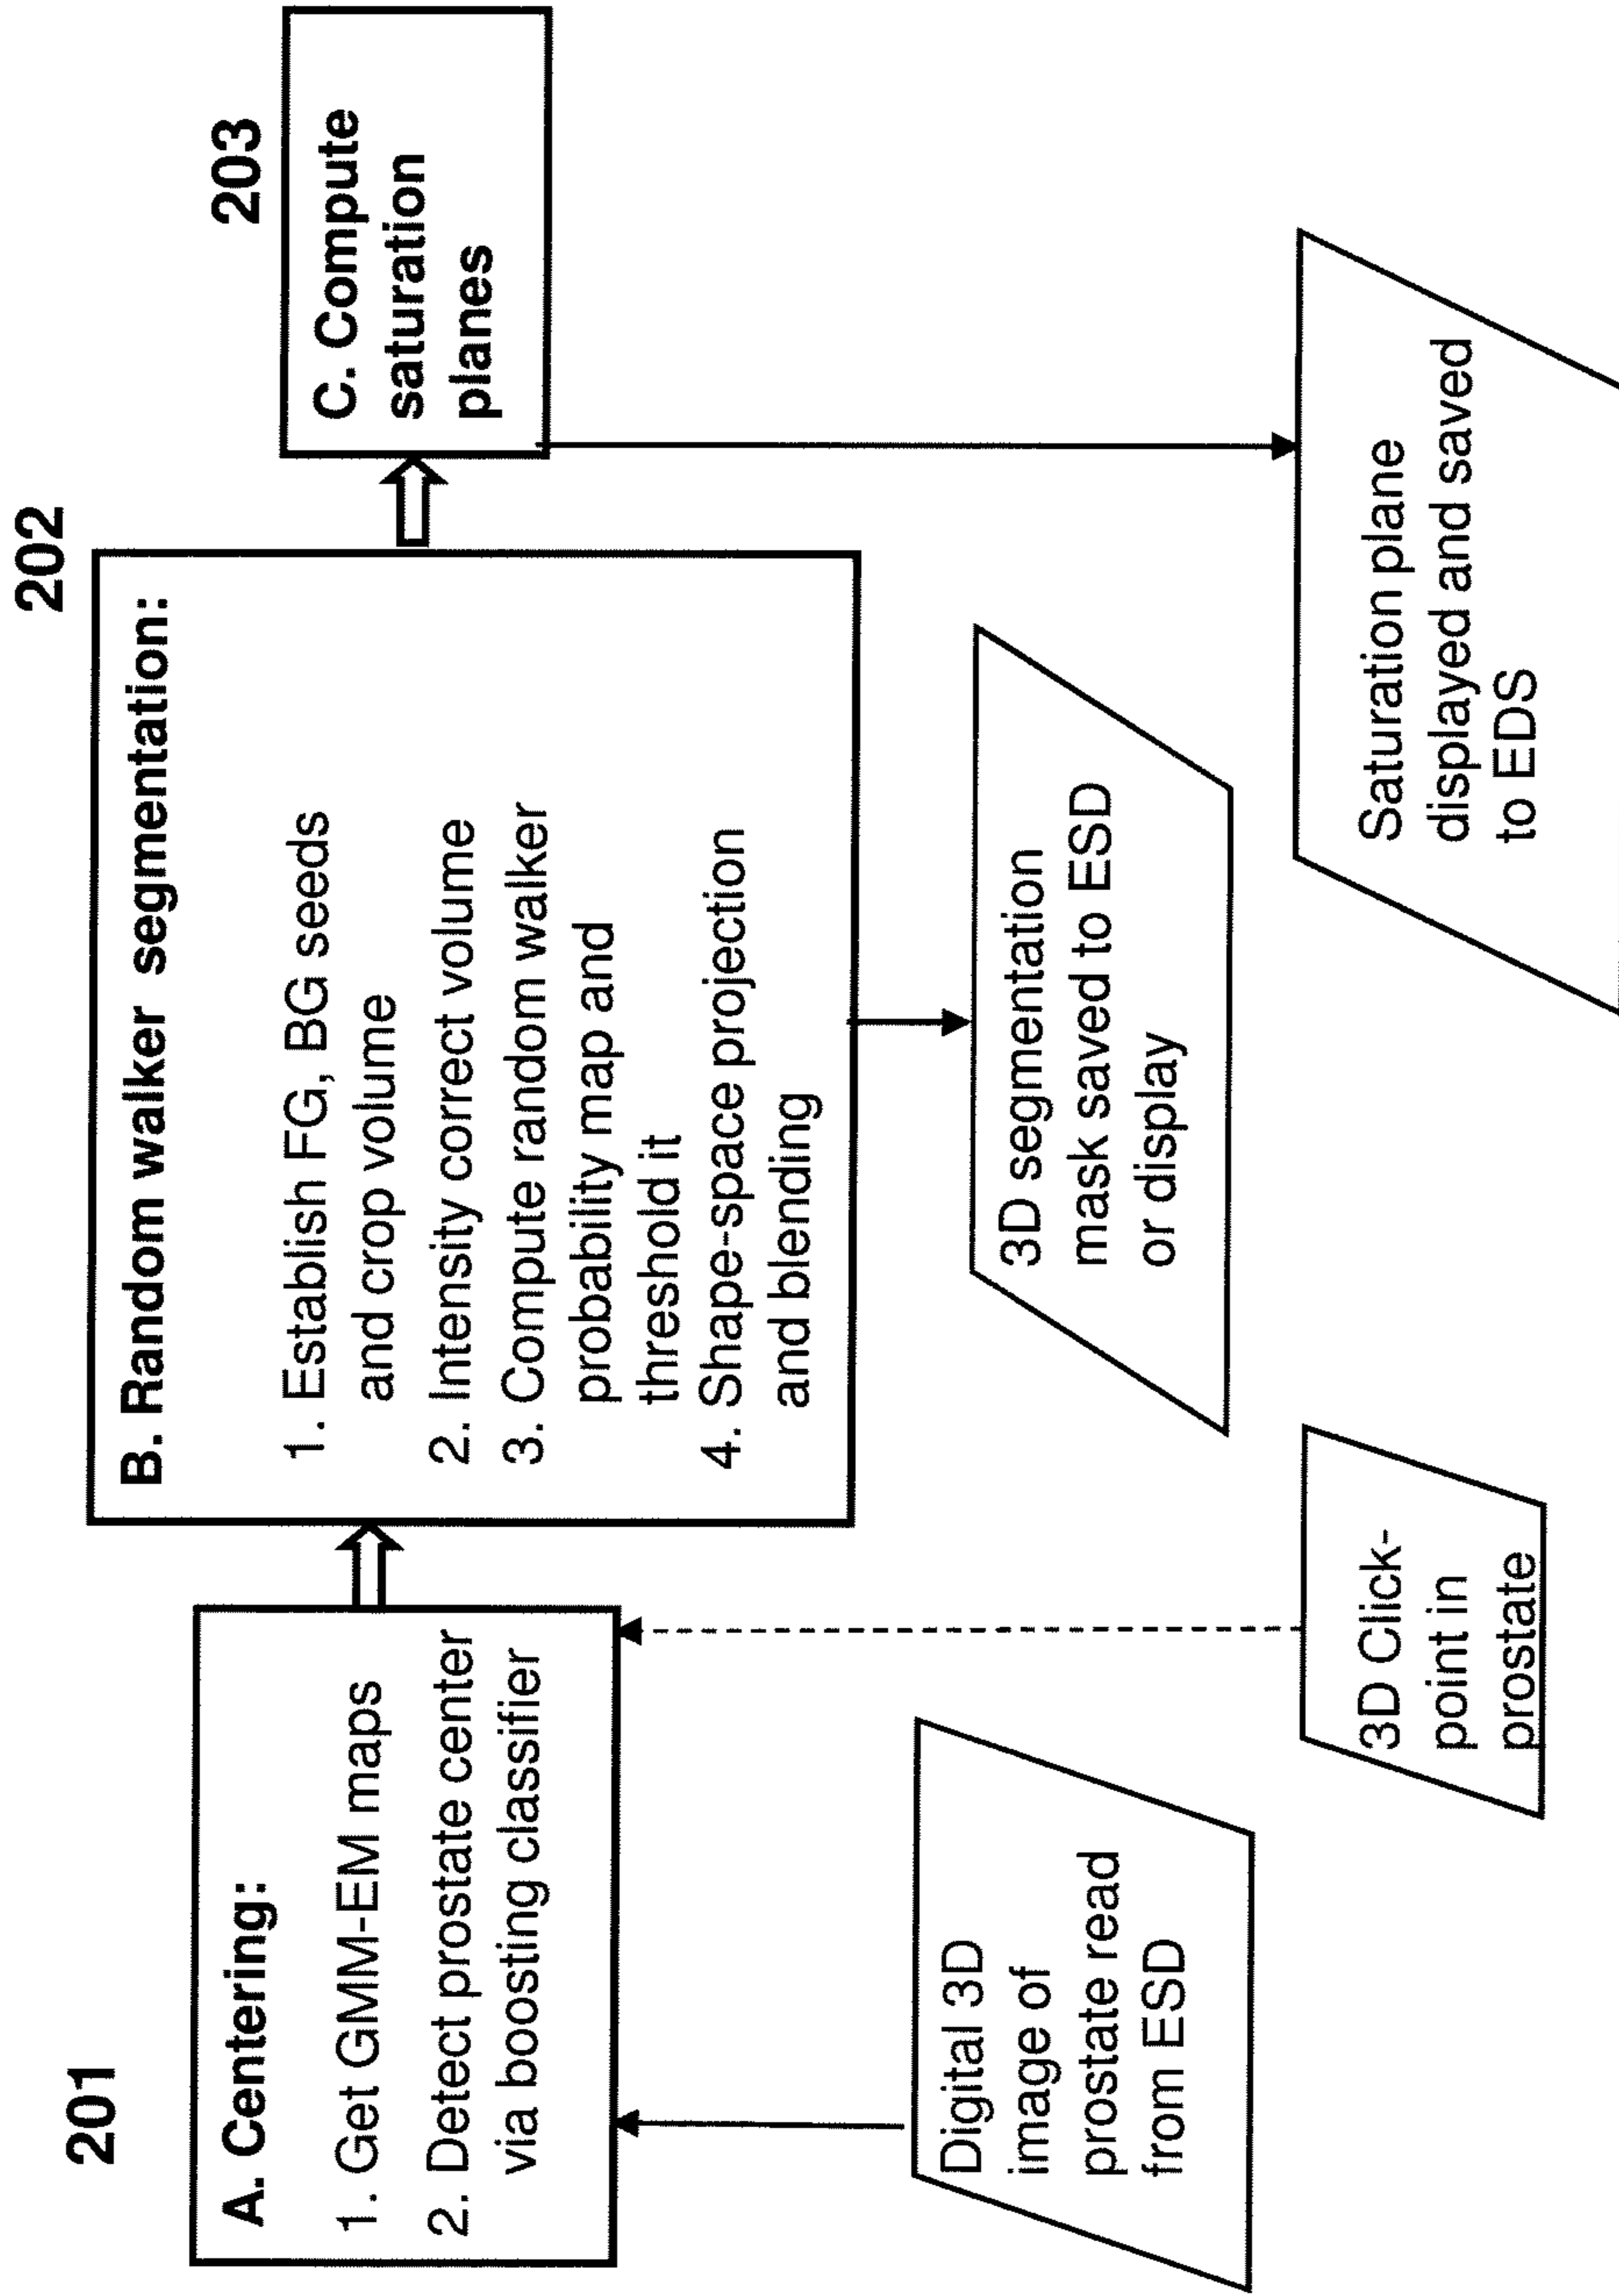 201
A. Centering:
1. Get GMM-EM maps
2. Detect prostate center
via boosting classifier
202
B. Random walker segmentation:
1. Establish FG, BG seeds
and crop volume
2. Intensity correct volume
3. Compute random walker
probability map and
threshold it
4. Shape-space projection
and blending
203
C. Compute
saturation
planes
Digital 3D
image of
prostate read
from ESD
3D Click-
point in
prostate
3D segmentation
mask saved to ESD
or display
Saturation plane
displayed and saved
to EDS